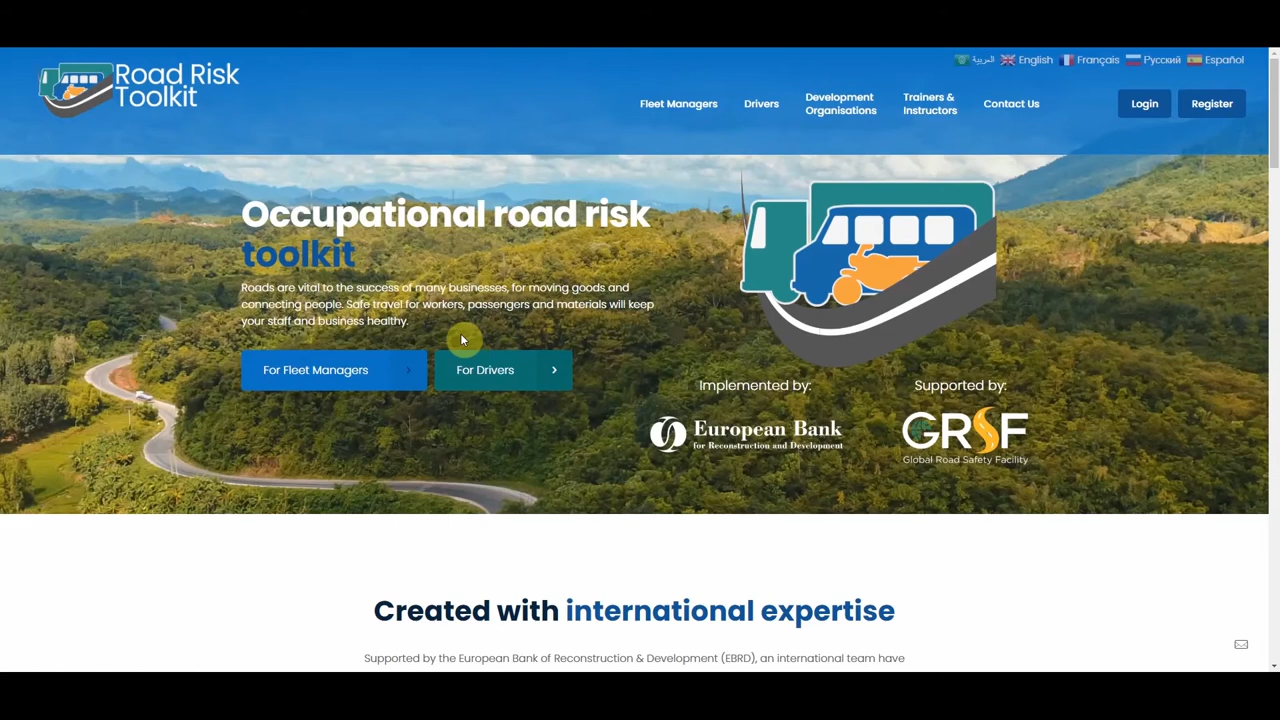 Road Risk
Toolkit
العربية English Français Русский Español
Fleet Managers
Drivers
Development
Organisations
Trainers &
Instructors
Contact Us
Login
Register
Occupational road risk
toolkit
Roads are vital to the success of many businesses, for moving goods and
connecting people. Safe travel for workers, passengers and materials will keep
your staff and business healthy.
For Fleet Managers
For Drivers
Implemented by:
European Bank
for Reconstruction and Development
Supported by:
GRSF
Global Road Safety Facility
Created with international expertise
Supported by the European Bank of Reconstruction & Development (EBRD), an international team have